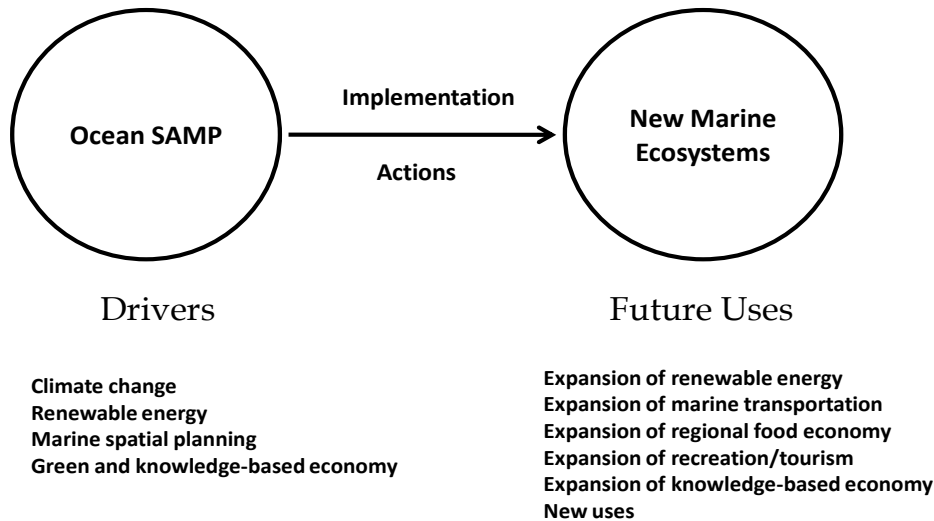 Ocean SAMP
Implementation
Actions
New Marine
Ecosystems
Drivers
Climate change
Renewable energy
Marine spatial planning
Green and knowledge-based economy
Future Uses
Expansion of renewable energy
Expansion of marine transportation
Expansion of regional food economy
Expansion of recreation/tourism
Expansion of knowledge-based economy
New uses